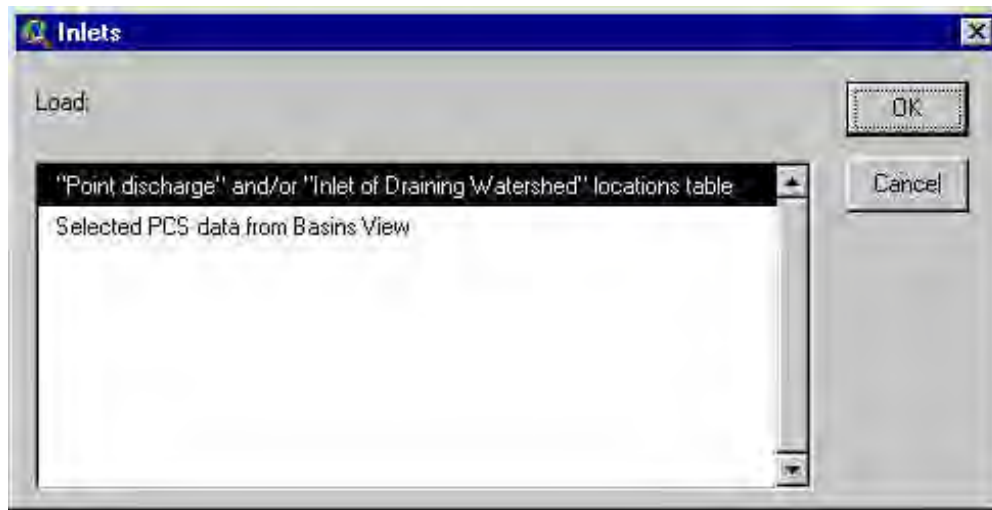 Inlets
Load:
OK
"Point discharge" and/or "Inlet of Draining Watershed" locations table
Cancel
Selected PCS data from Basins View